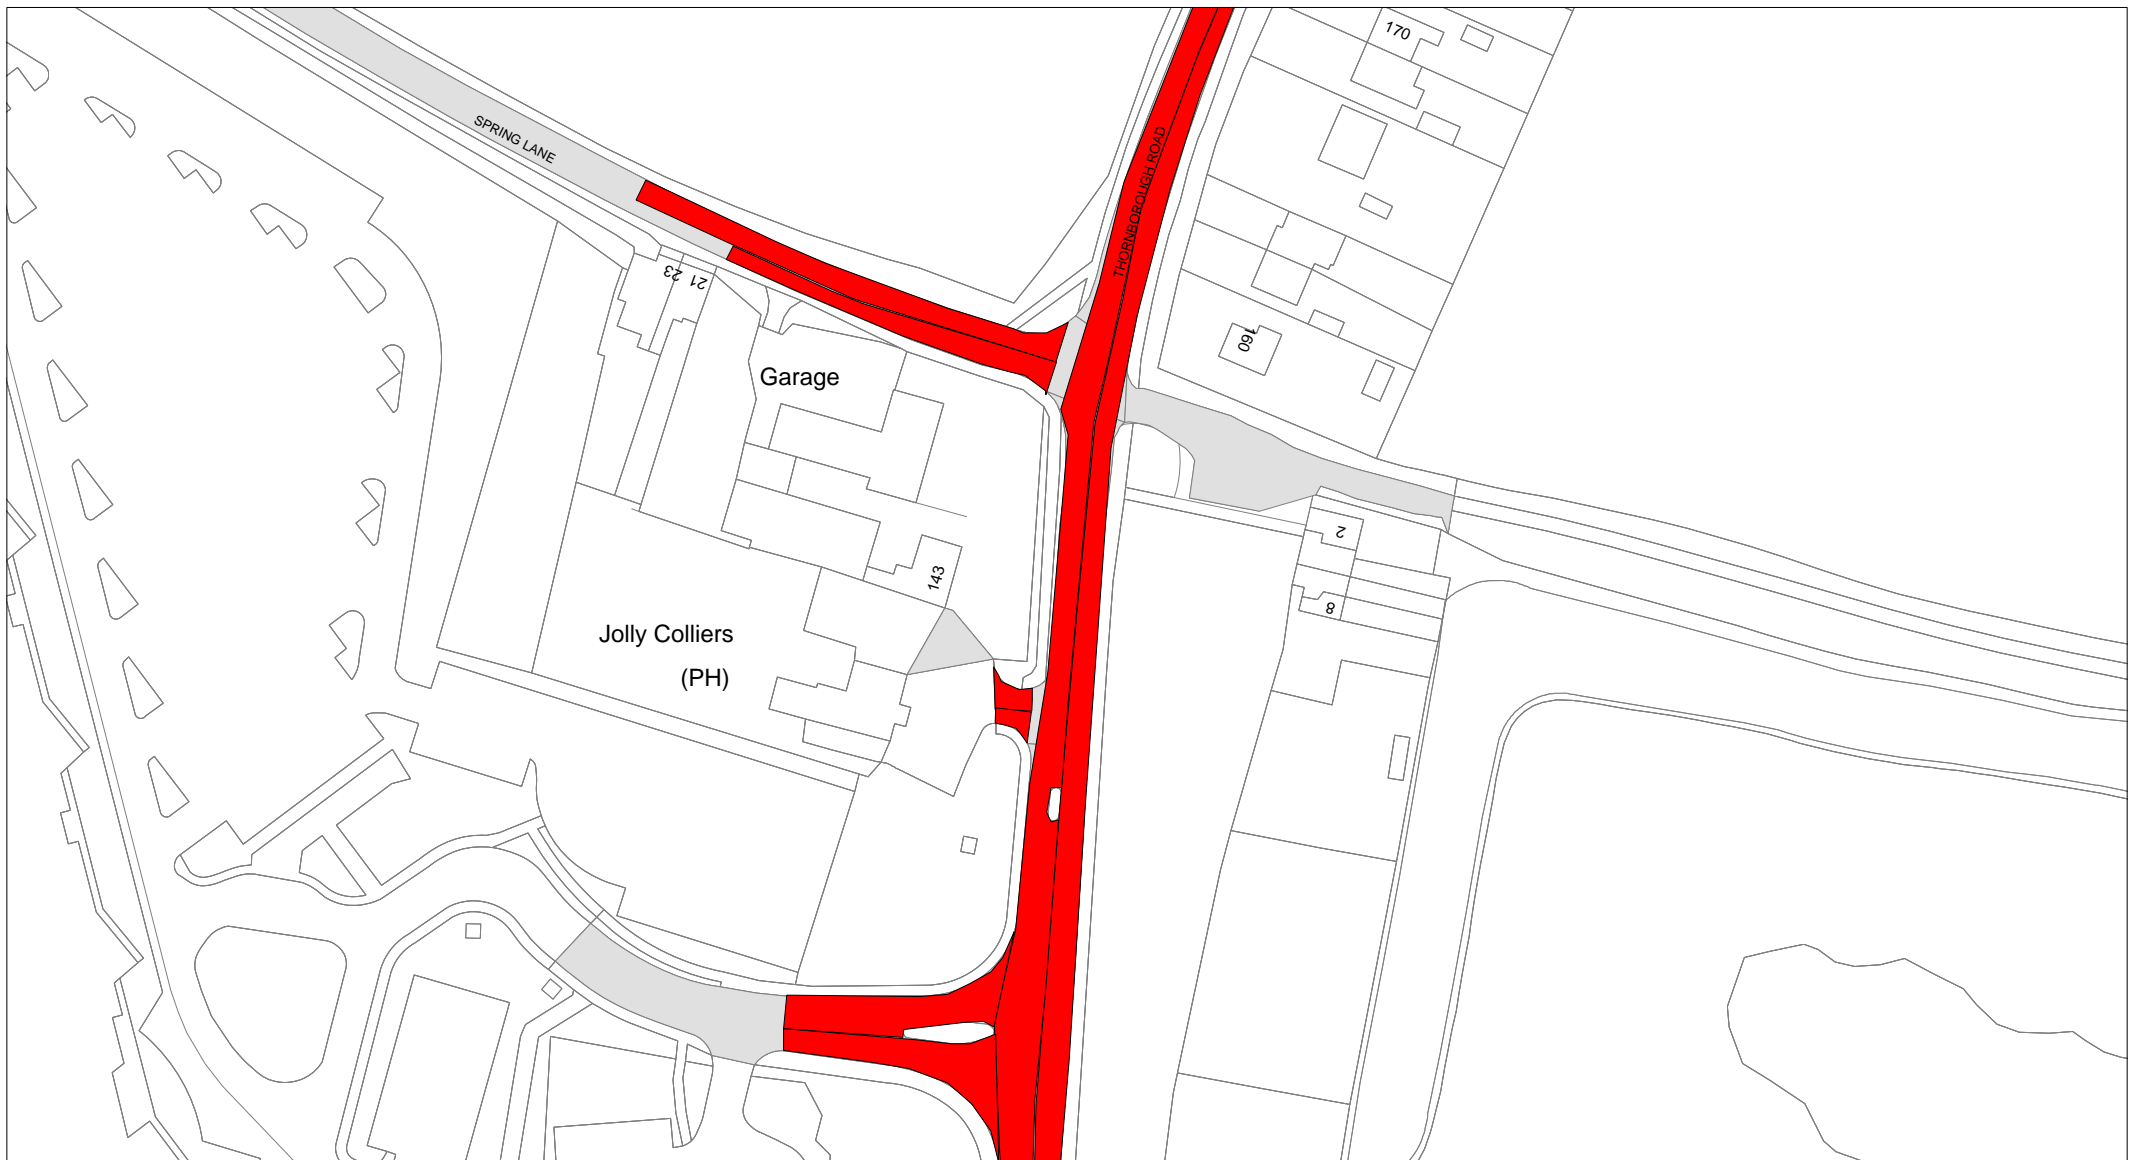 170
SPRING LANE
THORNBOROUGH ROAD
23
21
160
Garage
2
143
8
Jolly Colliers
(PH)